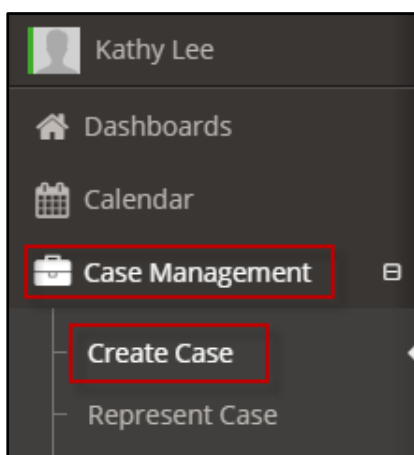 Kathy Lee
Dashboards
Calendar
Case Management
Create Case
Represent Case